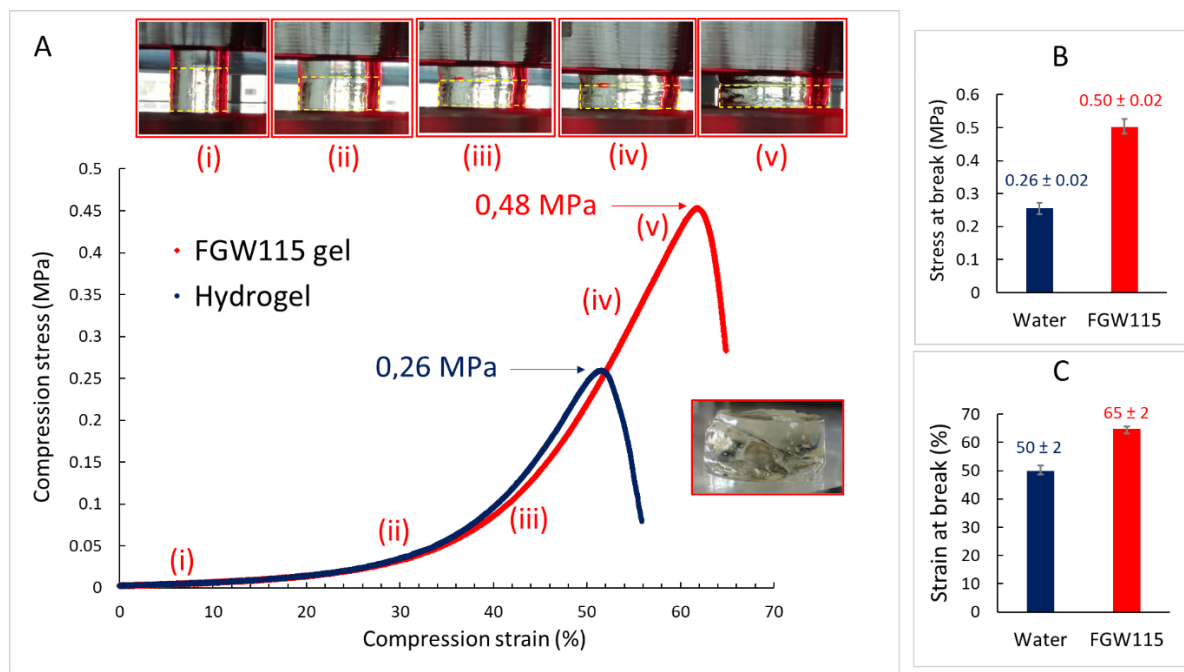 A
(i)
(ii)
(iii)
(iv)
(v)
Compression stress (MPa)
0.5
0.45
0.4
0.35
0.3
0.25
0.2
0.15
0.1
0.05
0
0,48 MPa
(v)
FGW115 gel
Hydrogel
(iv)
0,26 MPa
(iii)
(ii)
(i)
0
10
20
30
40
50
60
70
Compression strain (%)
B
Stress at break (MPa)
0.6
0.5
0.4
0.3
0.2
0.1
0
0.50 ± 0.02
0.26 ± 0.02
Water
FGW115
C
Strain at break (%)
70
60
50
40
30
20
10
0
65 ± 2
50 ± 2
Water
FGW115